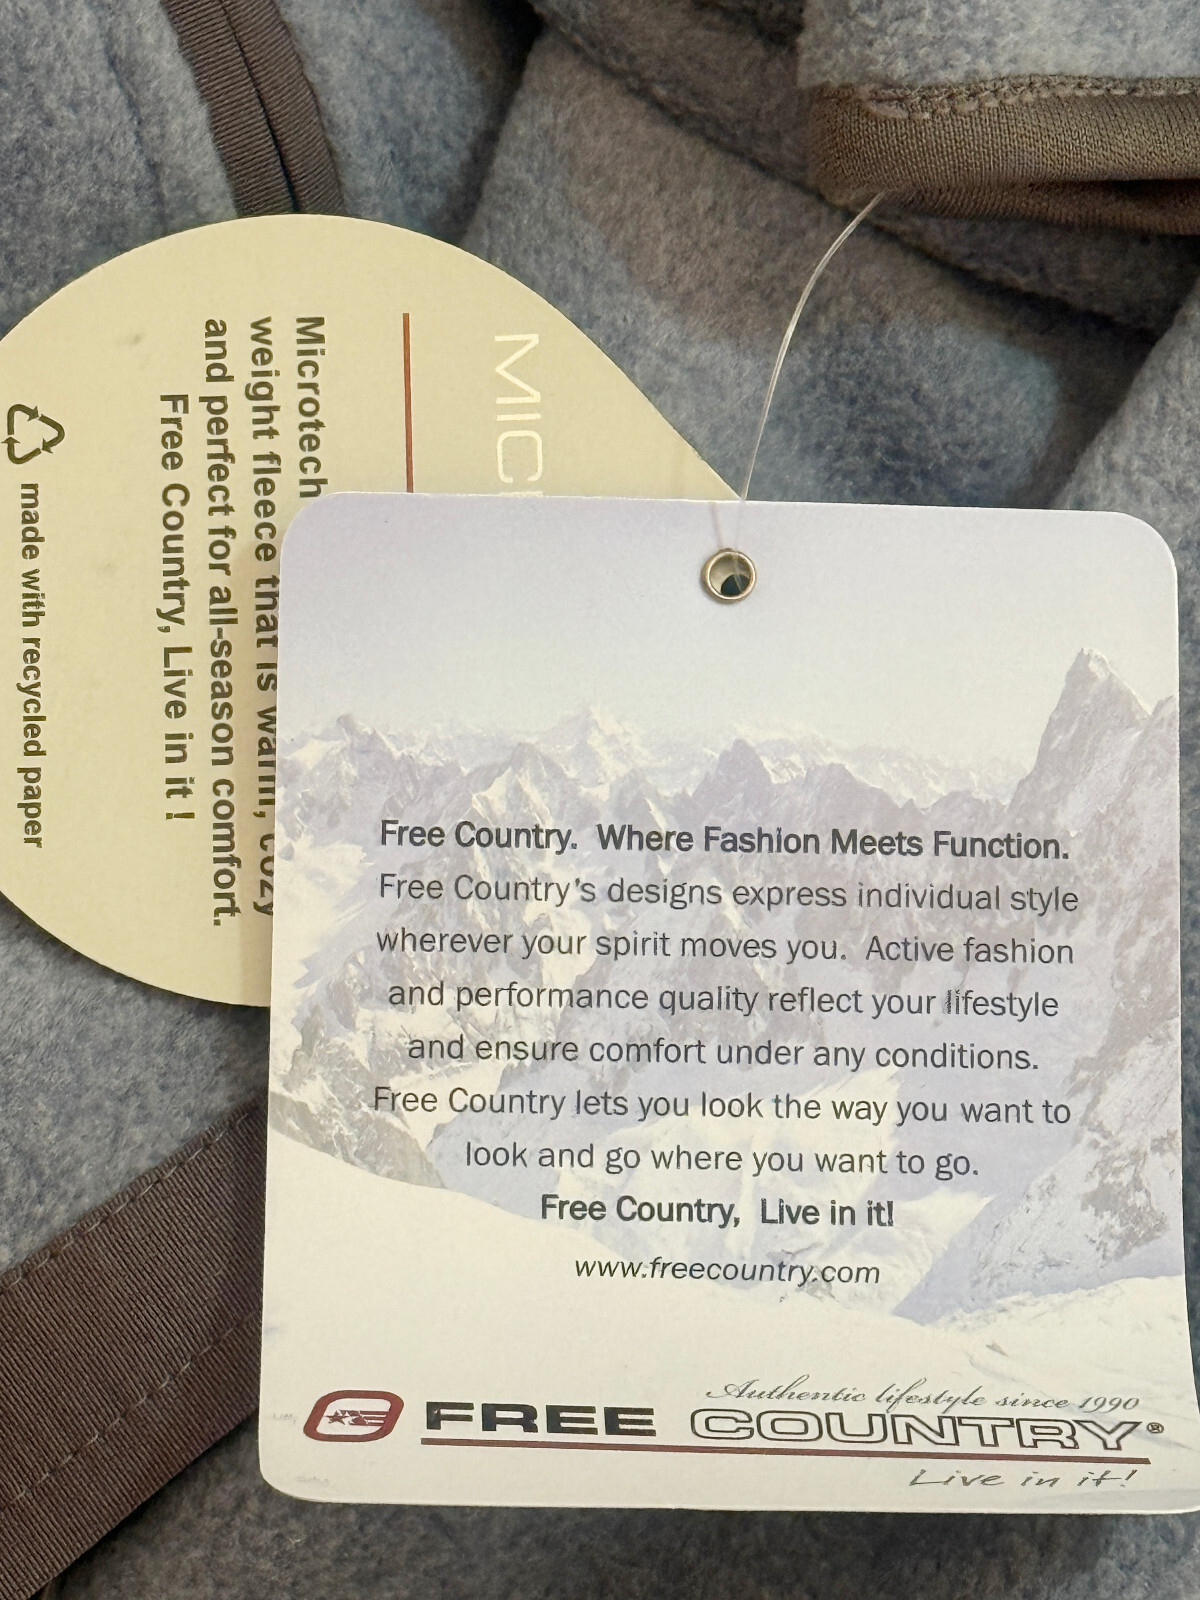 MIC
Microtech
weight fleece that is warm, cozy
and perfect for all-season comfort.
Free Country, Live in it !
made with recycled paper
Free Country. Where Fashion Meets Function.
Free Country's designs express individual style
wherever your spirit moves you. Active fashion
and performance quality reflect your lifestyle
and ensure comfort under any conditions.
Free Country lets you look the way you want to
look and go where you want to go.
Free Country, Live in it!
www.freecountry.com
Authentic lifestyle since 1990
FREE COUNTRY®
Live in it!